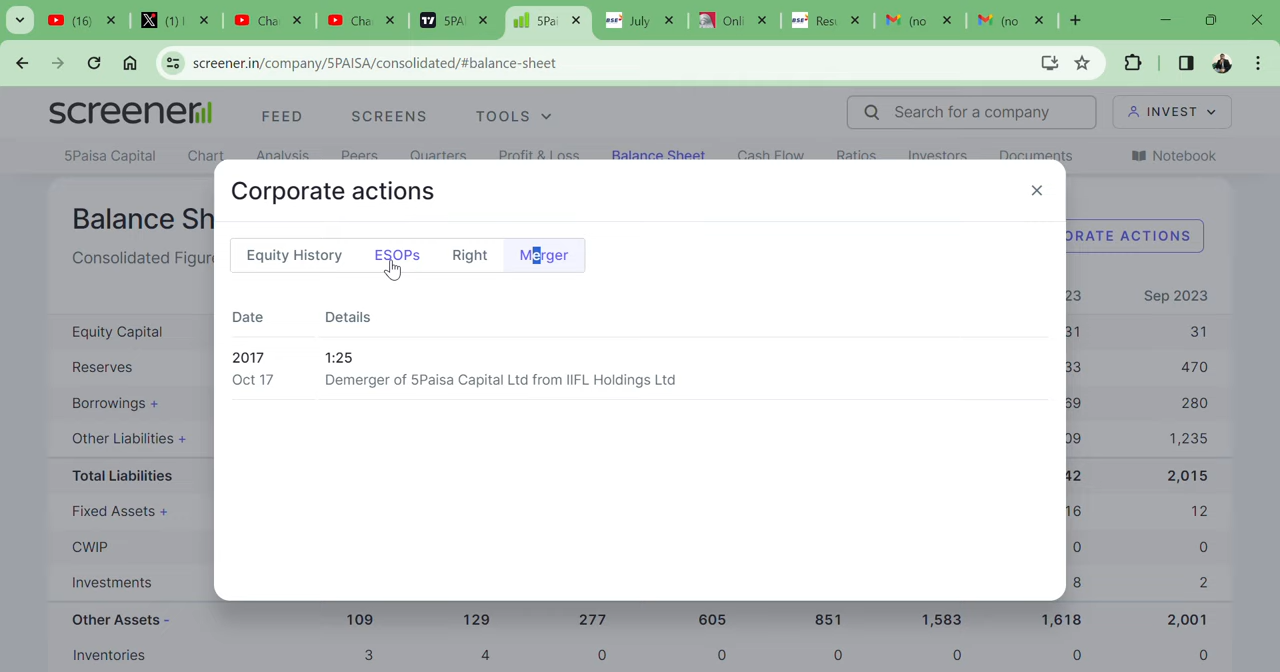 (16)
(1) I
Cha
Cha
5PA
5Pai
July
Onli
Resu
(no
(no
screener.in/company/5PAISA/consolidated/#balance-sheet
screener
FEED
SCREENS
TOOLS
Search for a company
INVEST
5Paisa Capital
Chart
Analysis
Peers
Quarters
Profit & Loss
Balance Sheet
Cash Flow
Ratios
Investors
Documents
Notebook
Corporate actions
Balance Sh
ORATE ACTIONS
Consolidated Figure
Equity History
ESOPs
Right
Merger
23 Sep 2023
Date Details
Equity Capital 31 31
2017 1:25
Reserves 33 470
Oct 17 Demerger of 5Paisa Capital Ltd from IIFL Holdings Ltd
Borrowings + 69 280
Other Liabilities + 09 1,235
Total Liabilities 42 2,015
Fixed Assets + 16 12
CWIP 0 0
Investments 8 2
Other Assets - 109 129 277 605 851 1,583 1,618 2,001
Inventories 3 4 0 0 0 0 0 0